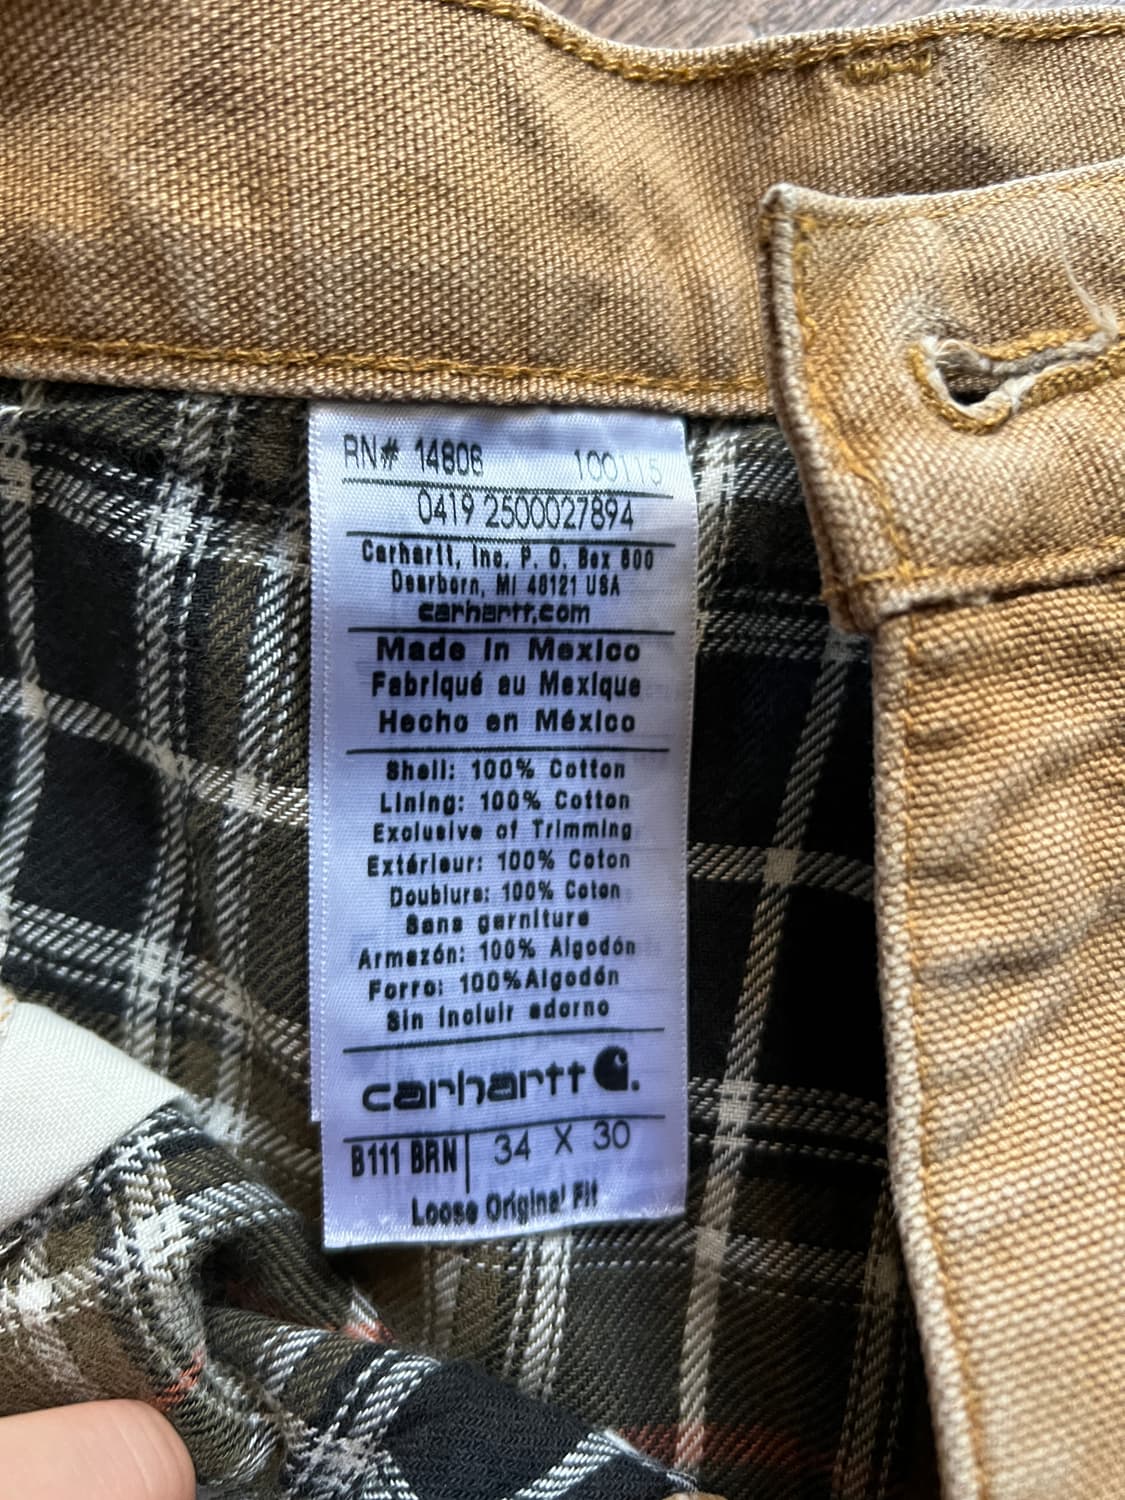 RN# 14806 100115
0419 2500027894
Carhartt, Inc. P. O. Box 600
Dearborn, MI 48121 USA
carhartt.com
Made in Mexico
Fabriqué au Mexique
Hecho en México
Shell: 100% Cotton
Lining: 100% Cotton
Exclusive of Trimming
Extérieur: 100% Coton
Doublure: 100% Coton
Sans garniture
Armazón: 100% Algodón
Forro: 100%Algodón
Sin incluir adorno
carhartt
B111 BRN 34 X 30
Loose Original Fit